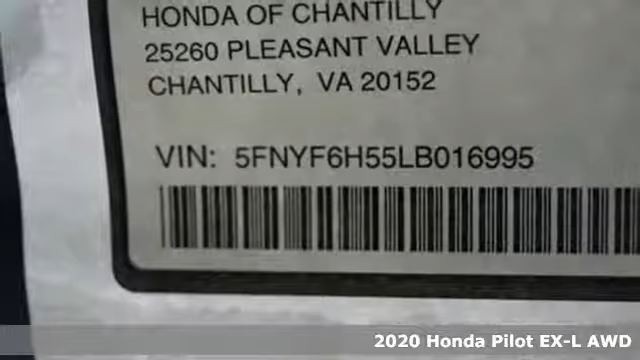 HONDA OF CHANTILLY
25260 PLEASANT VALLEY
CHANTILLY, VA 20152
VIN: 5FNYF6H55LB016995
2020 Honda Pilot EX-L AWD